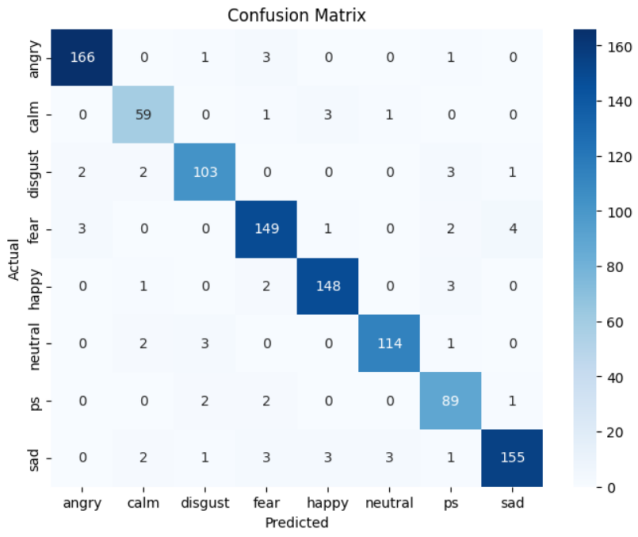 Confusion Matrix
angry 166 0 1 3 0 0 1 0
calm 0 59 0 1 3 1 0 0
disgust 2 2 103 0 0 0 3 1
fear 3 0 0 149 1 2 4
happy 0 1 0 2 148 0 3 0
neutral 0 2 3 0 0 114 1 0
ps 0 0 2 2 0 0 89 1
sad 0 2 1 3 3 3 1 155
angry calm disgust fear happy neutral ps sad
Predicted
Actual
160
140
120
100
80
60
40
20
0